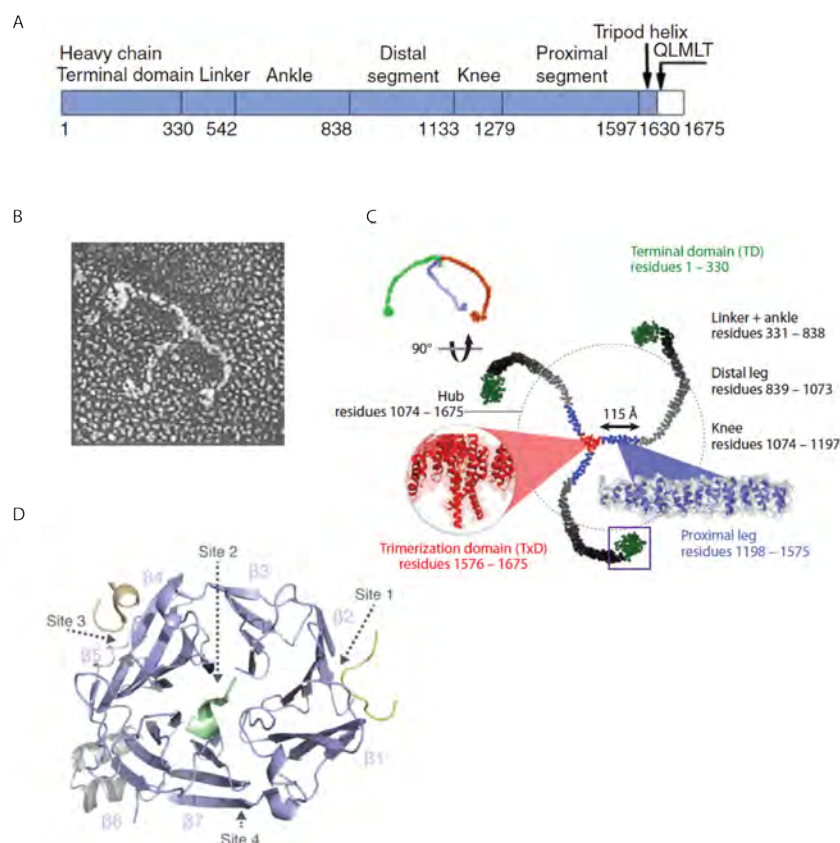 A
Tripod helix
QLMLT
Heavy chain
Terminal domain
Linker
Ankle
Distal
segment
Knee
Proximal
segment
1
330
542
838
1133
1279
1597
1630
1675
B
C
90°
Terminal domain (TD)
residues 1 – 330
Linker + ankle
residues 331 – 838
Distal leg
residues 839 – 1073
Knee
residues 1074 – 1197
Hub
residues 1074 – 1675
115 Å
Trimerization domain (TxD)
residues 1576 – 1675
Proximal leg
residues 1198 – 1575
D
Site 2
β4
β3
Site 1
Site 3
β2
β5
β1
β6
β7
Site 4